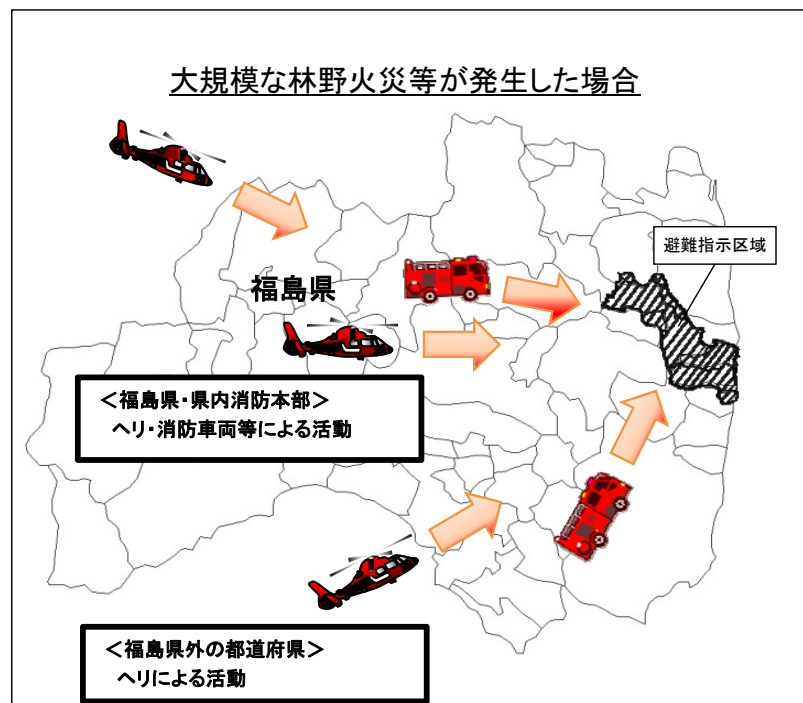 大規模な林野火災等が発生した場合
避難指示区域
福島県
＜福島県・県内消防本部＞
ヘリ・消防車両等による活動
＜福島県外の都道府県＞
ヘリによる活動